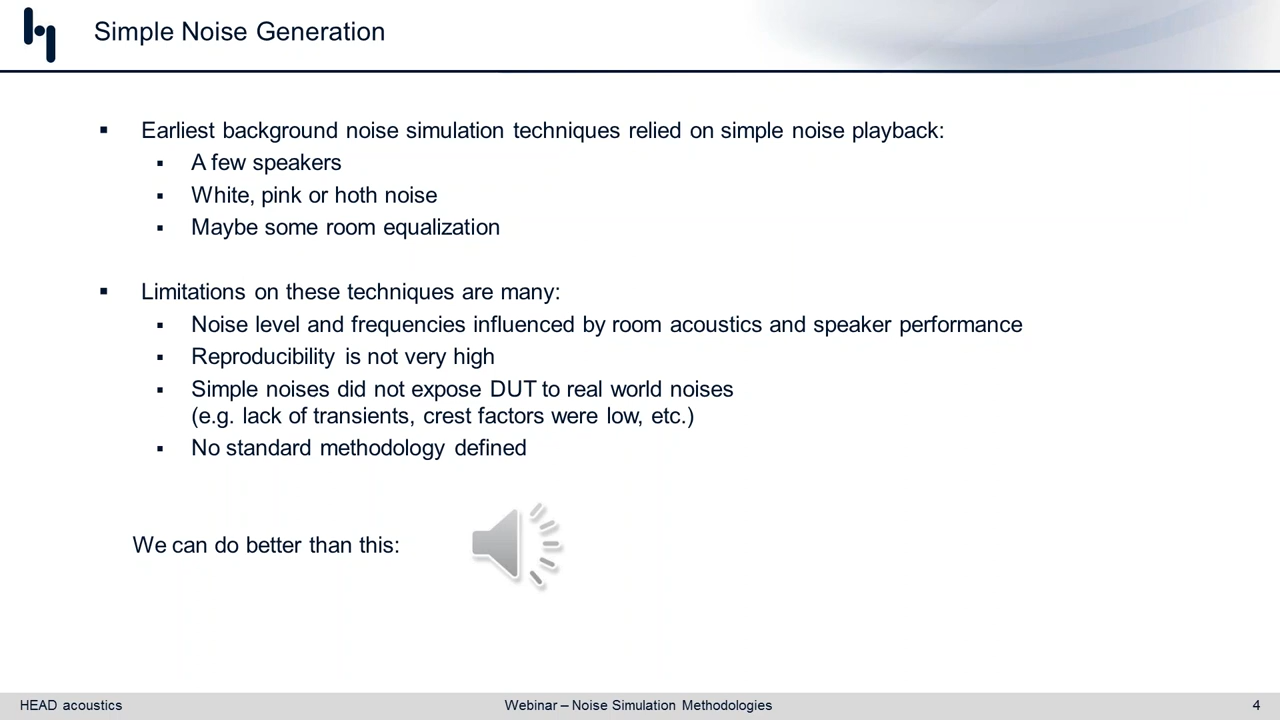 Simple Noise Generation
Earliest background noise simulation techniques relied on simple noise playback:
A few speakers
White, pink or hoth noise
Maybe some room equalization
Limitations on these techniques are many:
Noise level and frequencies influenced by room acoustics and speaker performance
Reproducibility is not very high
Simple noises did not expose DUT to real world noises
(e.g. lack of transients, crest factors were low, etc.)
No standard methodology defined
We can do better than this:
HEAD acoustics
Webinar – Noise Simulation Methodologies
4